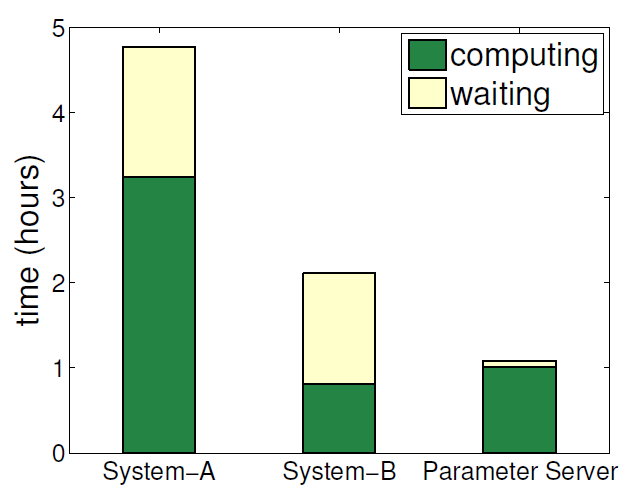 5
4
3
2
1
0
time (hours)
computing
waiting
System-A
System-B
Parameter Server